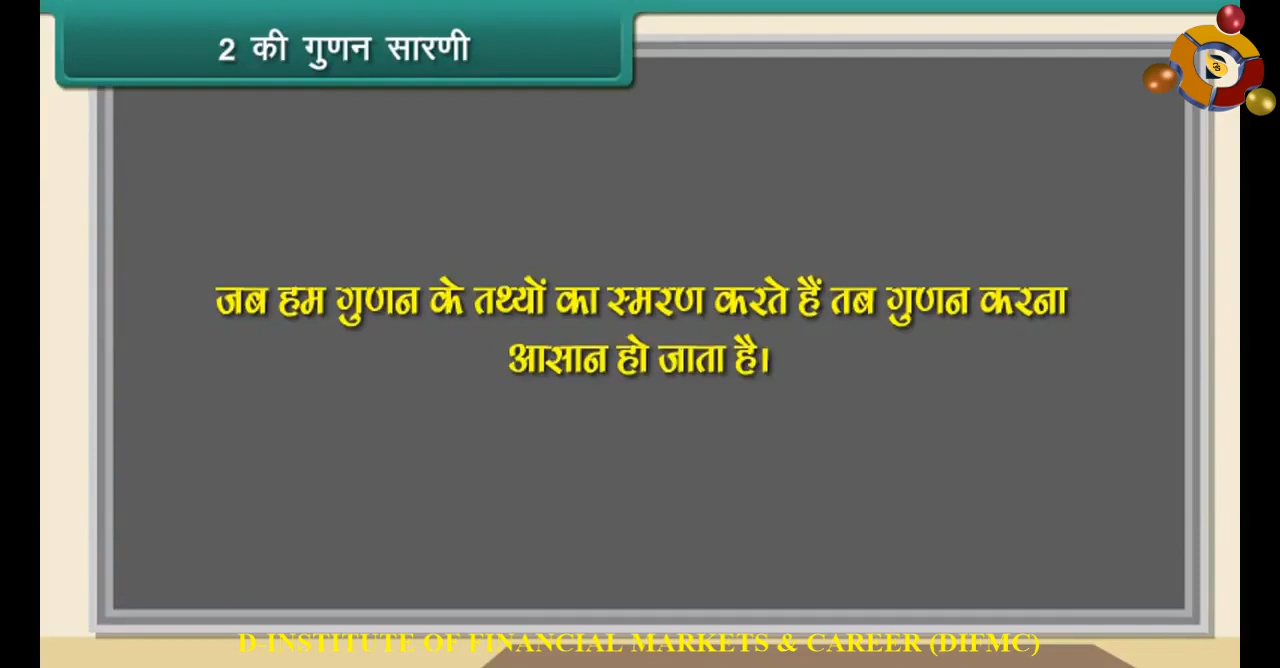 2 की गुणन सारणी
जब हम गुणन के तथ्यों का स्मरण करते हैं तब गुणन करना
आसान हो जाता है।
D-INSTITUTE OF FINANCIAL MARKETS & CAREER (DIFMC)